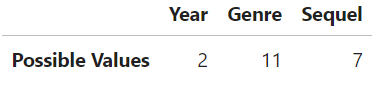 Year Genre Sequel
Possible Values 2 11 7